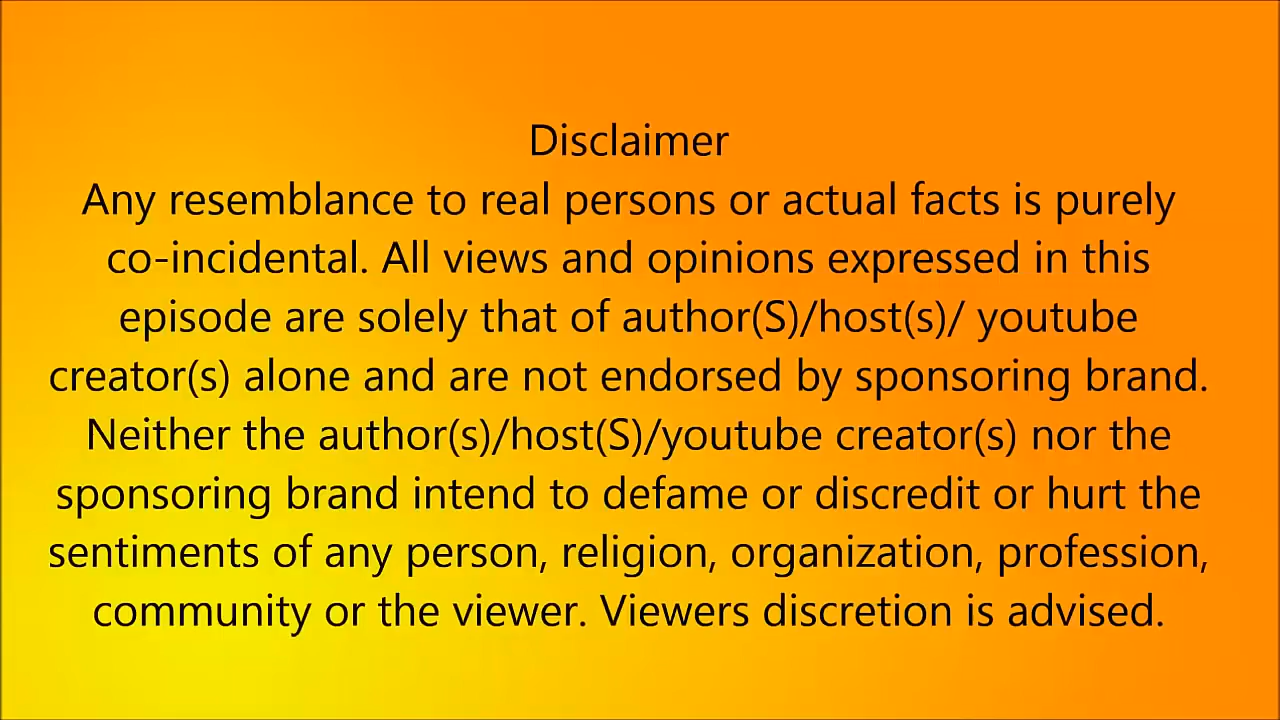 Disclaimer
Any resemblance to real persons or actual facts is purely
co-incidental. All views and opinions expressed in this
episode are solely that of author(S)/host(s)/ youtube
creator(s) alone and are not endorsed by sponsoring brand.
Neither the author(s)/host(S)/youtube creator(s) nor the
sponsoring brand intend to defame or discredit or hurt the
sentiments of any person, religion, organization, profession,
community or the viewer. Viewers discretion is advised.